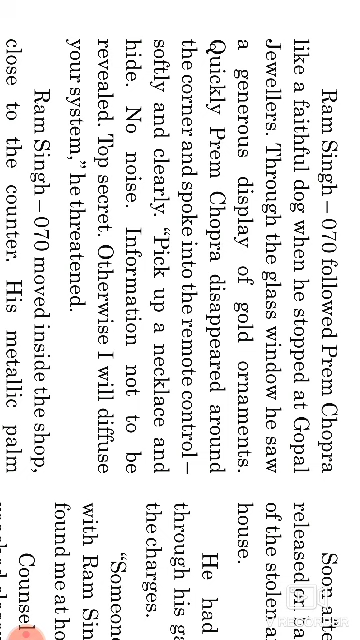 Ram Singh – 070 followed Prem Chopra
like a faithful dog when he stopped at Gopal
Jewellers. Through the glass window he saw
a generous display of gold ornaments.
Quickly Prem Chopra disappeared around
the corner and spoke into the remote control –
softly and clearly. “Pick up a necklace and
hide. No noise. Information not to be
revealed. Top secret. Otherwise I will diffuse
your system,” he threatened.
Ram Singh – 070 moved inside the shop,
close to the counter. His metallic palm
Soon
released or
of the stolen
house.
He had
through his
the charges.
“Someone
with Ram Sin
found me at ho
Counsel
RECORDER